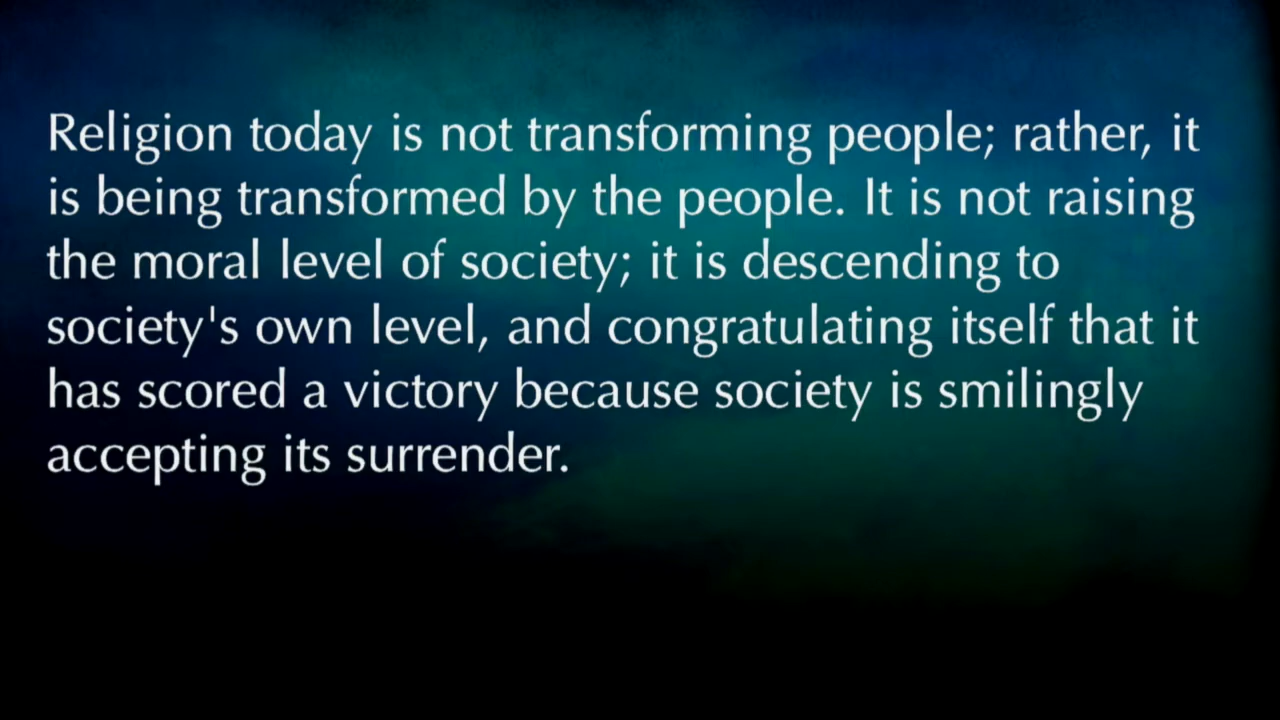 Religion today is not transforming people; rather, it
is being transformed by the people. It is not raising
the moral level of society; it is descending to
society's own level, and congratulating itself that it
has scored a victory because society is smilingly
accepting its surrender.